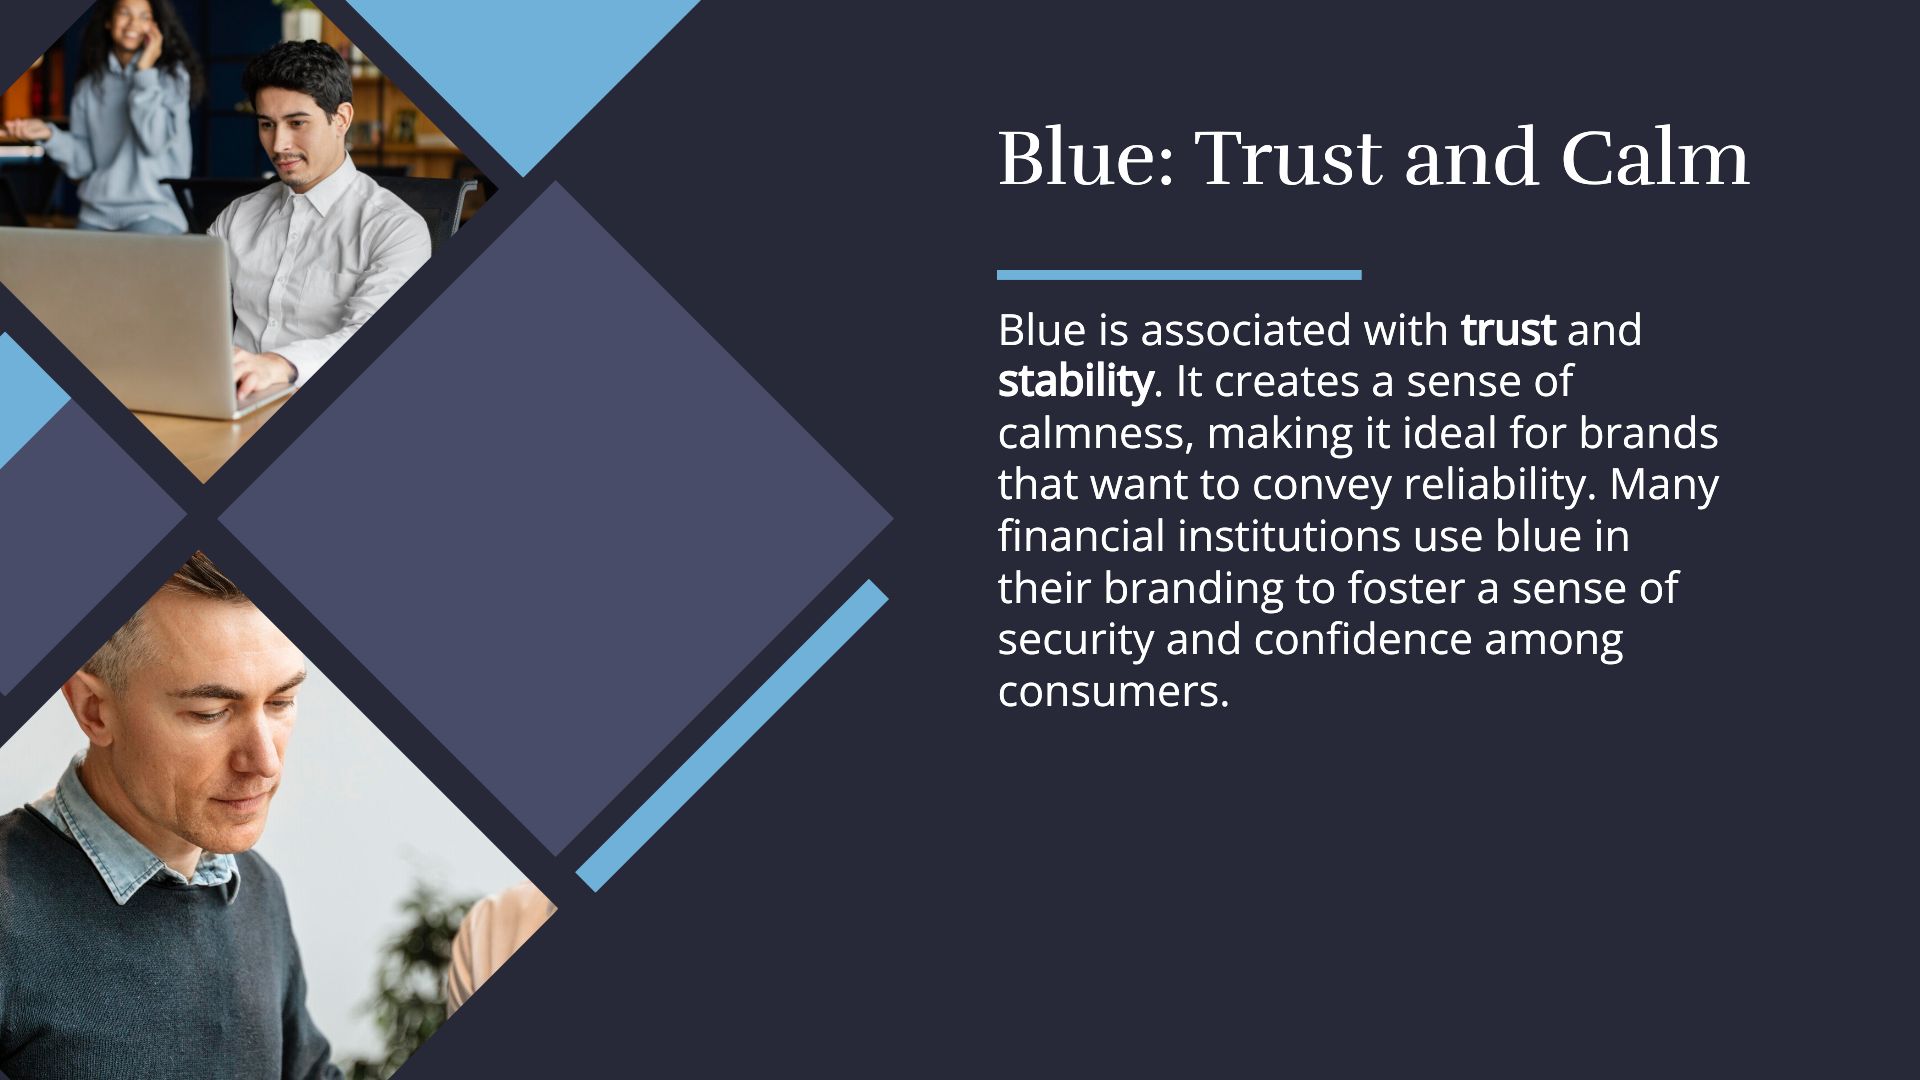 Blue: Trust and Calm
Blue is associated with trust and
stability. It creates a sense of
calmness, making it ideal for brands
that want to convey reliability. Many
financial institutions use blue in
their branding to foster a sense of
security and confidence among
consumers.